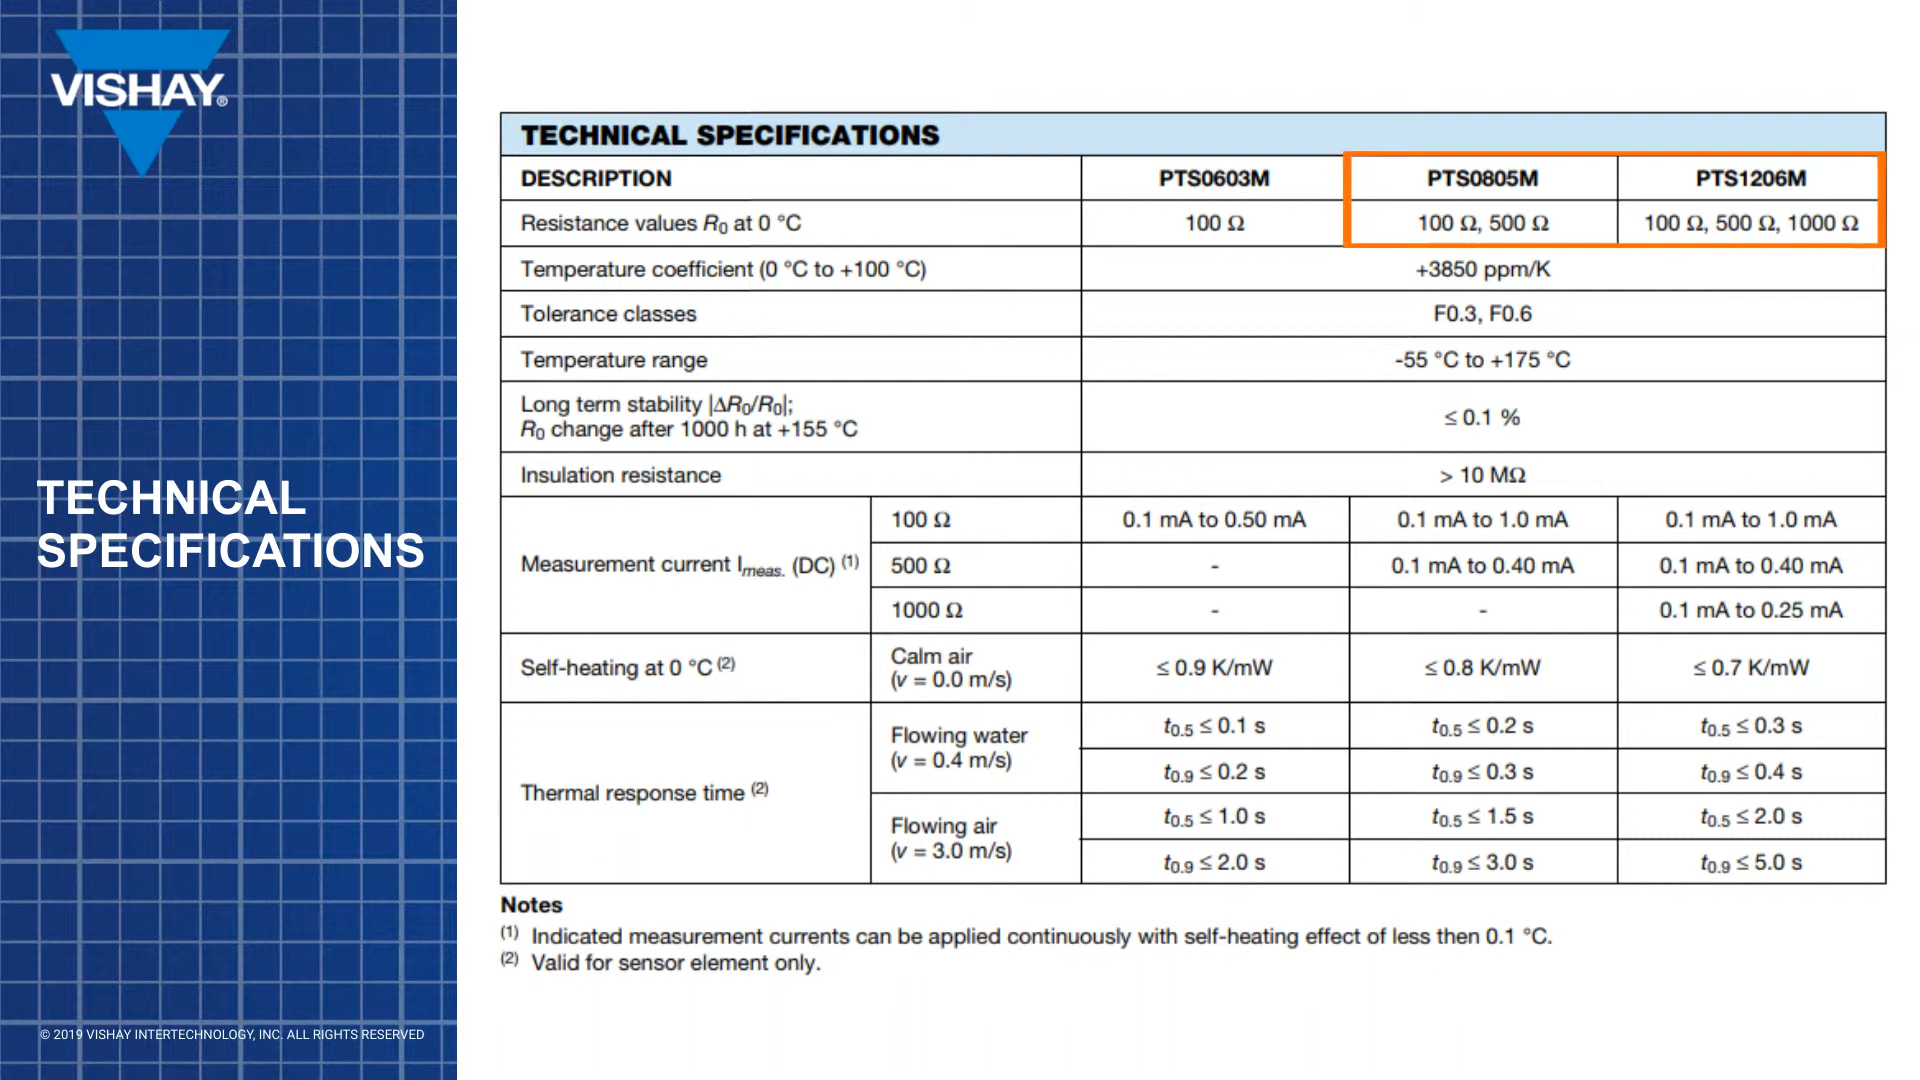 VISHAY®
TECHNICAL
SPECIFICATIONS
© 2019 VISHAY INTERTECHNOLOGY, INC. ALL RIGHTS RESERVED
TECHNICAL SPECIFICATIONS
DESCRIPTION PTS0603M PTS0805M PTS1206M
Resistance values R0 at 0 °C 100 Ω 100 Ω, 500 Ω 100 Ω, 500 Ω, 1000 Ω
Temperature coefficient (0 °C to +100 °C) +3850 ppm/K
Tolerance classes F0.3, F0.6
Temperature range -55 °C to +175 °C
Long term stability |ΔR0/R0|;
R0 change after 1000 h at +155 °C ≤ 0.1 %
Insulation resistance > 10 MΩ
Measurement current Imeas. (DC) (1)
100 Ω 0.1 mA to 0.50 mA 0.1 mA to 1.0 mA 0.1 mA to 1.0 mA
500 Ω - 0.1 mA to 0.40 mA 0.1 mA to 0.40 mA
1000 Ω - - 0.1 mA to 0.25 mA
Self-heating at 0 °C (2)
Calm air
(v = 0.0 m/s) ≤ 0.9 K/mW ≤ 0.8 K/mW ≤ 0.7 K/mW
Thermal response time (2)
Flowing water
(v = 0.4 m/s)
t0.5 ≤ 0.1 s t0.5 ≤ 0.2 s t0.5 ≤ 0.3 s
t0.9 ≤ 0.2 s t0.9 ≤ 0.3 s t0.9 ≤ 0.4 s
Flowing air
(v = 3.0 m/s)
t0.5 ≤ 1.0 s t0.5 ≤ 1.5 s t0.5 ≤ 2.0 s
t0.9 ≤ 2.0 s t0.9 ≤ 3.0 s t0.9 ≤ 5.0 s
Notes
(1) Indicated measurement currents can be applied continuously with self-heating effect of less then 0.1 °C.
(2) Valid for sensor element only.